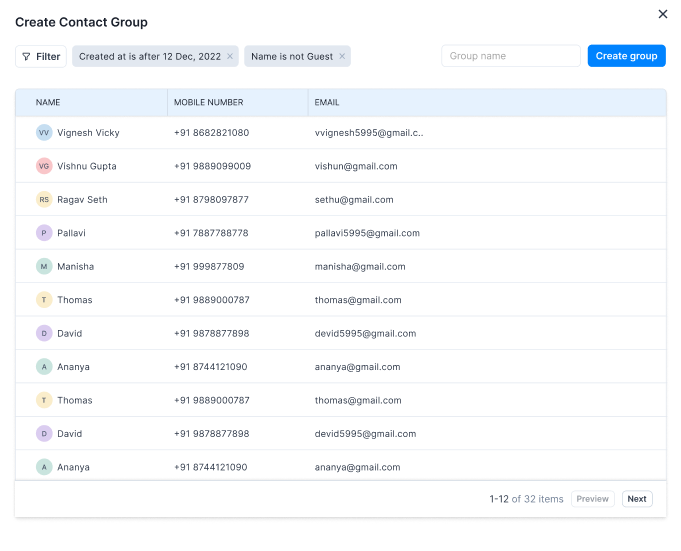 Create Contact Group
Filter Created at is after 12 Dec, 2022 Name is not Guest Group name Create group
NAME MOBILE NUMBER EMAIL
VV Vignesh Vicky +91 8682821080 vvignesh5995@gmail.c..
VG Vishnu Gupta +91 9889099009 vishun@gmail.com
RS Ragav Seth +91 8798097877 sethu@gmail.com
P Pallavi +91 7887788778 pallavi5995@gmail.com
M Manisha +91 999877809 manisha@gmail.com
T Thomas +91 9889000787 thomas@gmail.com
D David +91 9878877898 devid5995@gmail.com
A Ananya +91 8744121090 ananya@gmail.com
T Thomas +91 9889000787 thomas@gmail.com
D David +91 9878877898 devid5995@gmail.com
A Ananya +91 8744121090 ananya@gmail.com
1-12 of 32 items Preview Next